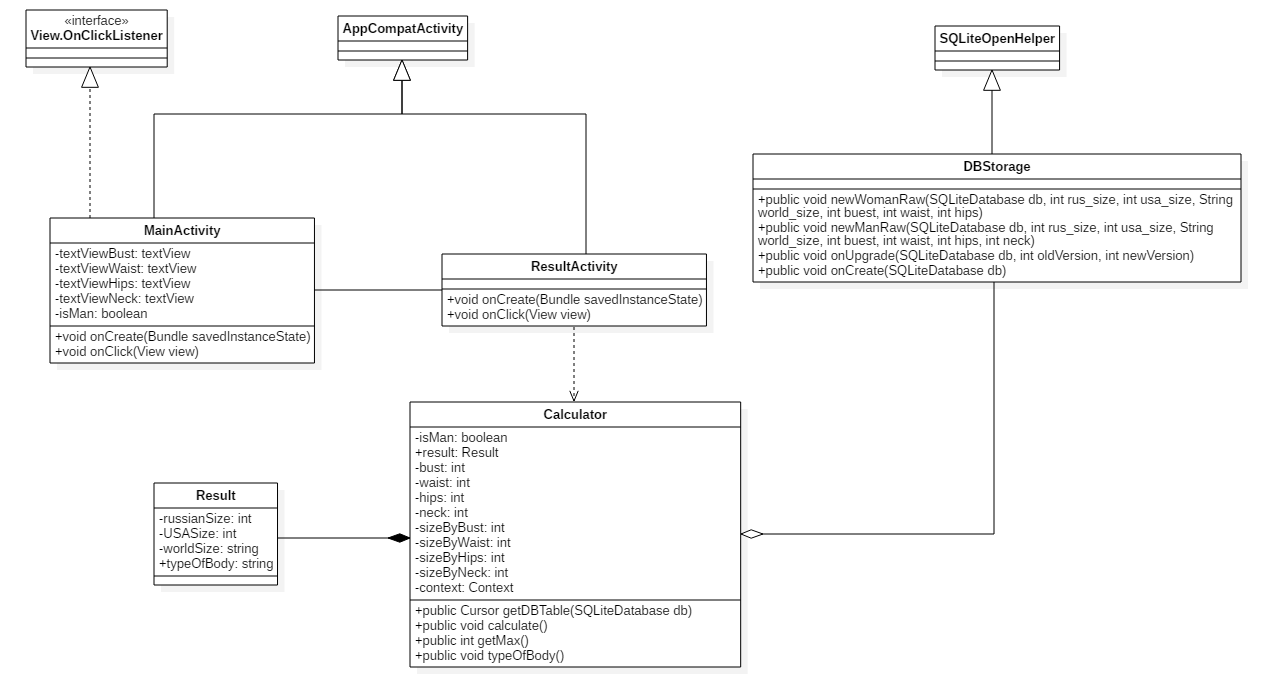 «interface»
View.OnClickListener
AppCompatActivity
SQLiteOpenHelper
DBStorage
+public void newWomanRaw(SQLiteDatabase db, int rus_size, int usa_size, String
world_size, int buest, int waist, int hips)
+public void newManRaw(SQLiteDatabase db, int rus_size, int usa_size, String
world_size, int buest, int waist, int hips, int neck)
+public void onUpgrade(SQLiteDatabase db, int oldVersion, int newVersion)
+public void onCreate(SQLiteDatabase db)
MainActivity
-textViewBust: textView
-textViewWaist: textView
-textViewHips: textView
-textViewNeck: textView
-isMan: boolean
+void onCreate(Bundle savedInstanceState)
+void onClick(View view)
ResultActivity
+void onCreate(Bundle savedInstanceState)
+void onClick(View view)
Calculator
-isMan: boolean
+result: Result
-bust: int
-waist: int
-hips: int
-neck: int
-sizeByBust: int
-sizeByWaist: int
-sizeByHips: int
-sizeByNeck: int
-context: Context
+public Cursor getDBTable(SQLiteDatabase db)
+public void calculate()
+public int getMax()
+public void typeOfBody()
Result
-russianSize: int
-USASize: int
-worldSize: string
+typeOfBody: string